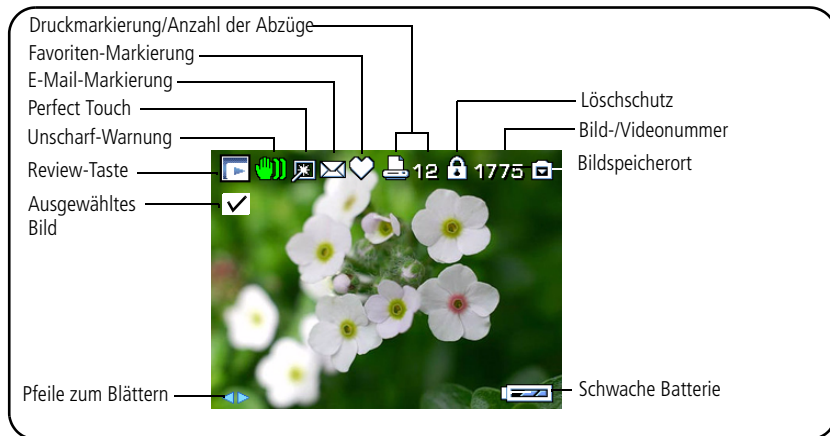 Druckmarkierung/Anzahl der Abzüge
Favoriten-Markierung
E-Mail-Markierung
Perfect Touch
Unscharf-Warnung
Review-Taste
Ausgewähltes
Bild
Pfeile zum Blättern
12
1775
Löschschutz
Bild-/Videonummer
Bildspeicherort
Schwache Batterie